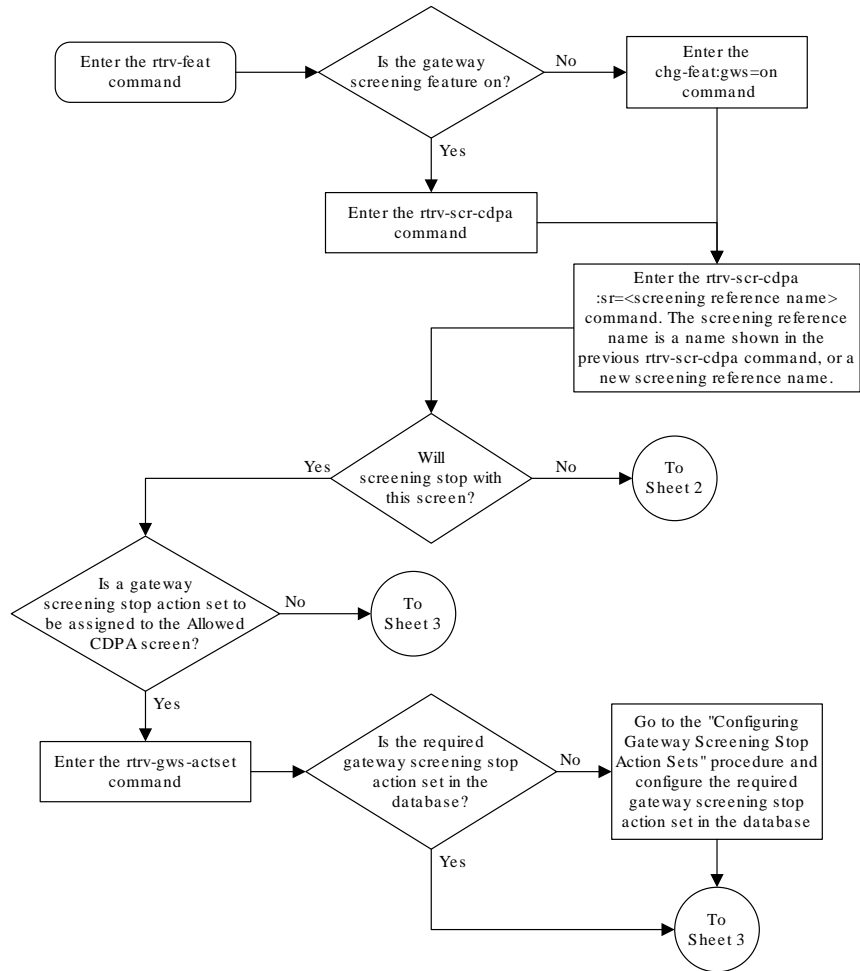 Enter the rtrv-feat
command
Is the gateway
screening feature on?
No
Enter the
chg-feat:gws=on
command
Yes
Enter the rtrv-scr-cdpa
command
Enter the rtrv-scr-cdpa
:sr=<screening reference name>
command. The screening reference
name is a name shown in the
previous rtrv-scr-cdpa command, or a
new screening reference name.
Will
screening stop with
this screen?
Yes
No
To
Sheet 2
Is a gateway
screening stop action set to
be assigned to the Allowed
CDPA screen?
No
To
Sheet 3
Yes
Enter the rtrv-gws-actset
command
Is the required
gateway screening stop
action set in the
database?
No
Go to the "Configuring
Gateway Screening Stop
Action Sets" procedure and
configure the required
gateway screening stop
action set in the database
Yes
To
Sheet 3